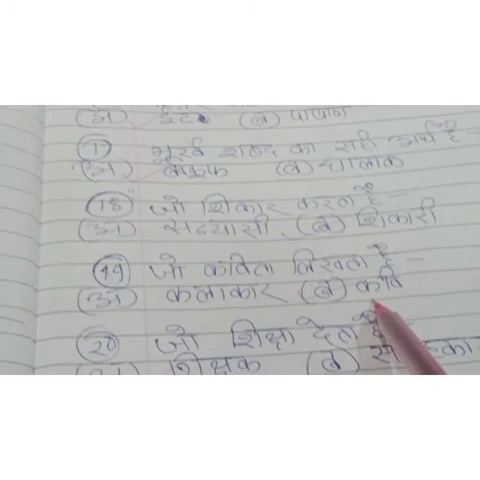 (अ) ईंट (ब) पाषाण
(17) मूर्ख शब्द का सही अर्थ है -
(अ) (ब) चालाक
(18) जो शिकार करता है -
(अ) सन्यासी (ब) शिकारी
(19) जो कविता लिखता है -
(अ) कलाकार (ब) कवि
(20) जो शिक्षा देता है
(अ) शिक्षक (ब)